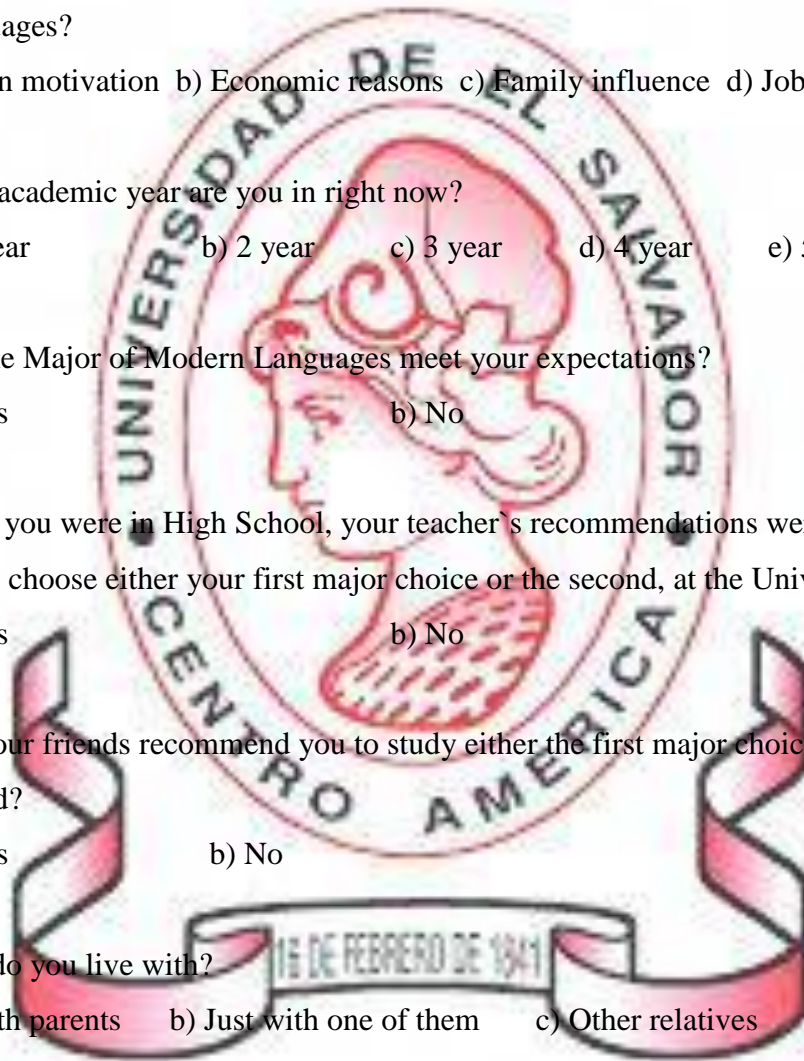 ages?
n motivation b) Economic reasons c) Family influence d) Job
academic year are you in right now?
ear b) 2 year c) 3 year d) 4 year e)
e Major of Modern Languages meet your expectations?
s b) No
you were in High School, your teacher`s recommendations we
choose either your first major choice or the second, at the Univ
s b) No
our friends recommend you to study either the first major choic
d?
s b) No
do you live with?
th parents b) Just with one of them c) Other relatives
UNIVERSIDAD DE EL SALVADOR
CENTRO AMERICA
16 DE FEBRERO DE 1841